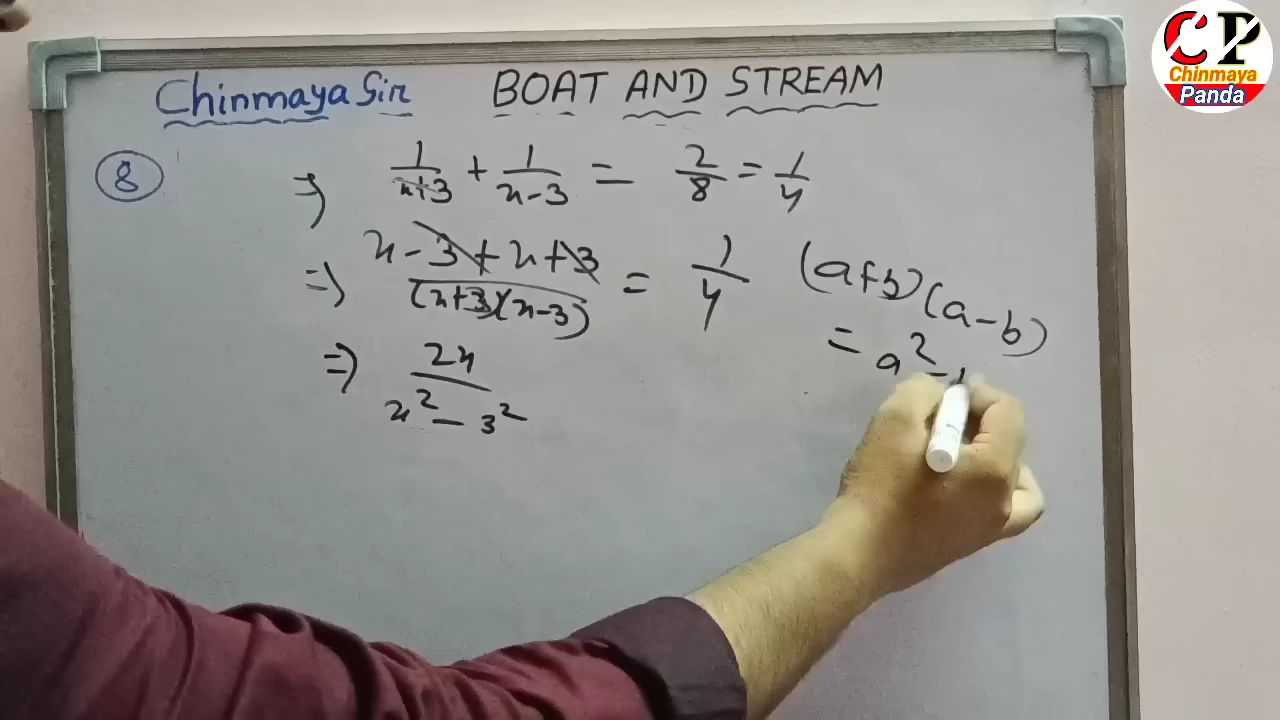 Chinmaya Sir BOAT AND STREAM
CP
Chinmaya
Panda
8
⇒ 1/(x+3) + 1/(x-3) = 2/8 = 1/4
⇒ (x-3+x+3)/((x+3)(x-3)) = 1/4
(a+b)(a-b)
= a² -
⇒ 2x/(x² - 3²)